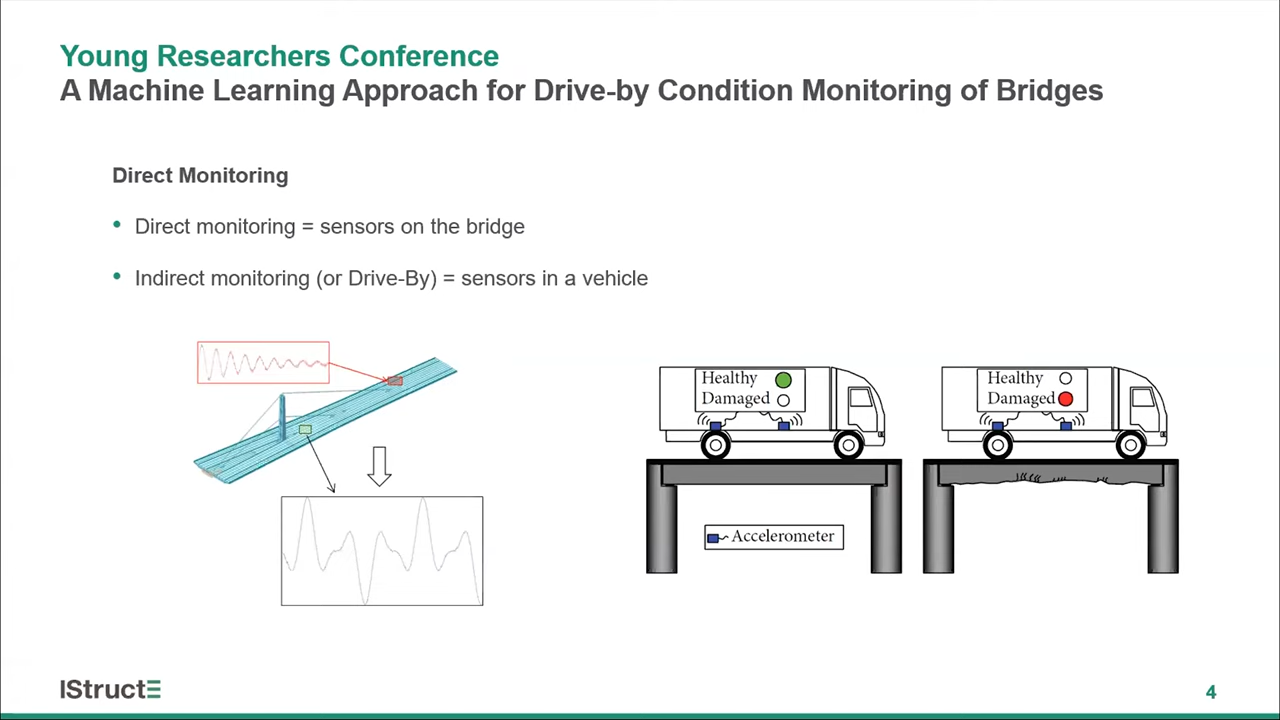 Young Researchers Conference
A Machine Learning Approach for Drive-by Condition Monitoring of Bridges
Direct Monitoring
• Direct monitoring = sensors on the bridge
• Indirect monitoring (or Drive-By) = sensors in a vehicle
Healthy
Damaged
Healthy
Damaged
Accelerometer
IStructE
4